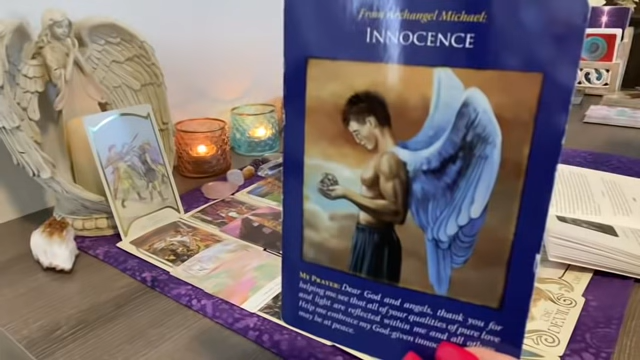 From Archangel Michael:
INNOCENCE
MY PRAYER: Dear God and angels, thank you for
helping me see that all of your qualities of pure love
and light are reflected within me and all others.
Help me embrace my God-given
may be at peace.
THE DEVIL